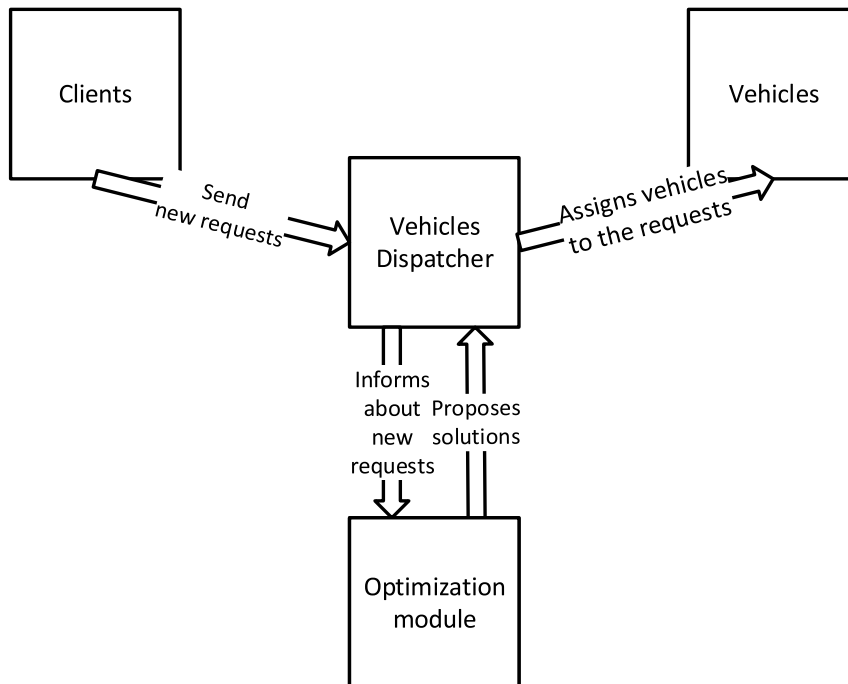 Clients
Vehicles
Send
new requests
Vehicles
Dispatcher
Assigns vehicles
to the requests
Informs
about
new
requests
Proposes
solutions
Optimization
module